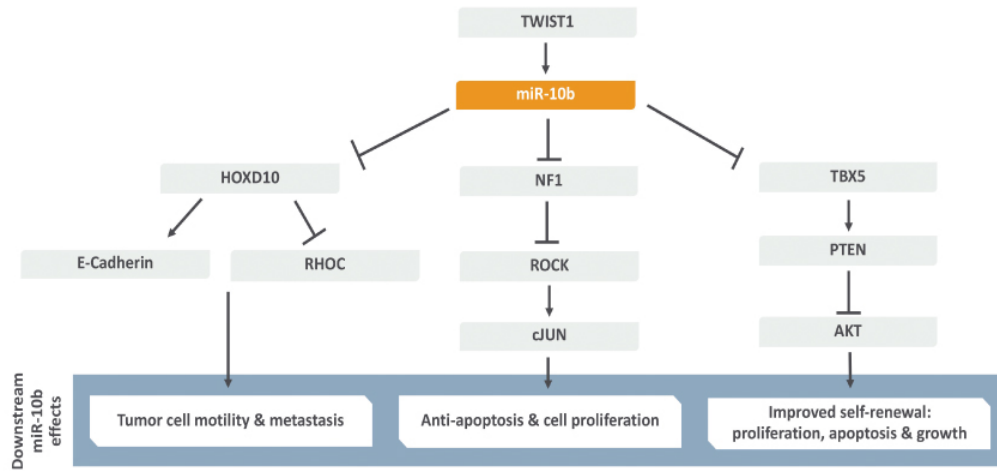 TWIST1
miR-10b
HOXD10
NF1
TBX5
E-Cadherin
RHOC
ROCK
PTEN
cJUN
AKT
Downstream
miR-10b
effects
Tumor cell motility & metastasis
Anti-apoptosis & cell proliferation
Improved self-renewal:
proliferation, apoptosis & growth